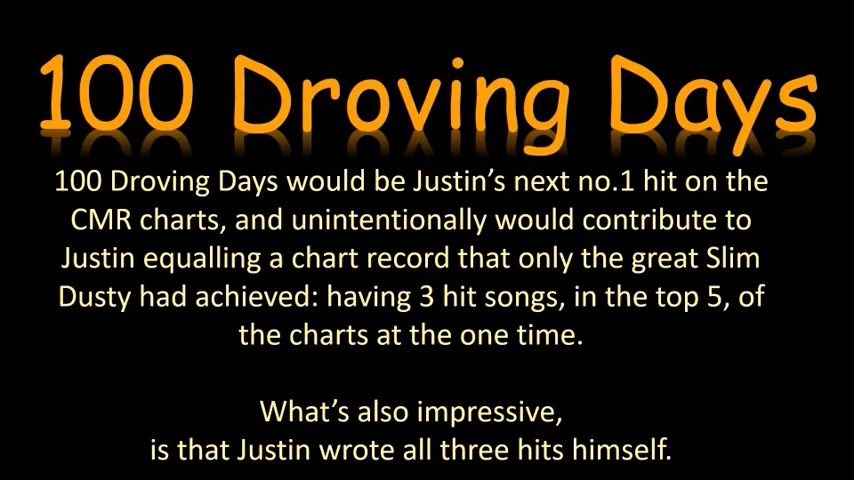 100 Droving Days
100 Droving Days would be Justin’s next no.1 hit on the
CMR charts, and unintentionally would contribute to
Justin equalling a chart record that only the great Slim
Dusty had achieved: having 3 hit songs, in the top 5, of
the charts at the one time.
What’s also impressive,
is that Justin wrote all three hits himself.